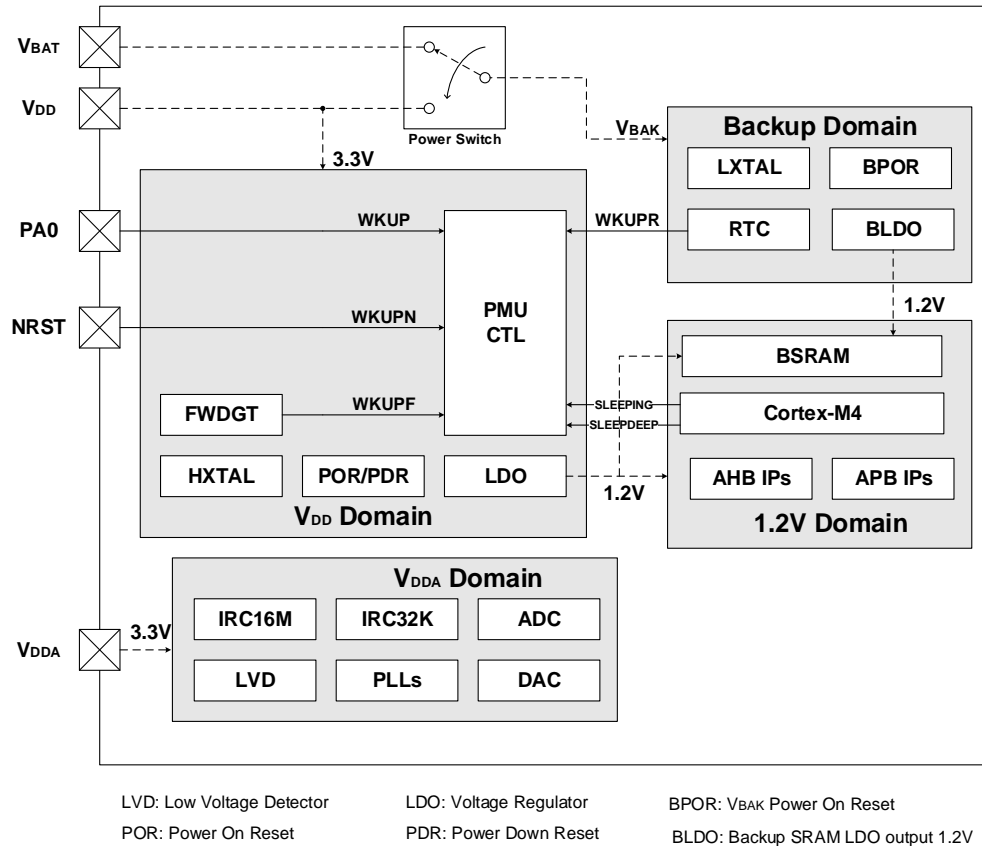 VBAT
VDD
Power Switch
3.3V
VBAK
Backup Domain
LXTAL
BPOR
RTC
BLDO
PA0
WKUP
WKUPR
NRST
WKUPN
PMU
CTL
1.2V
BSRAM
FWDGT
WKUPF
SLEEPING
SLEEPDEEP
Cortex-M4
HXTAL
POR/PDR
LDO
1.2V
AHB IPs
APB IPs
VDD Domain
1.2V Domain
VDDA Domain
IRC16M
IRC32K
ADC
VDDA
3.3V
LVD
PLLs
DAC
LVD: Low Voltage Detector
LDO: Voltage Regulator
BPOR: VBAK Power On Reset
POR: Power On Reset
PDR: Power Down Reset
BLDO: Backup SRAM LDO output 1.2V